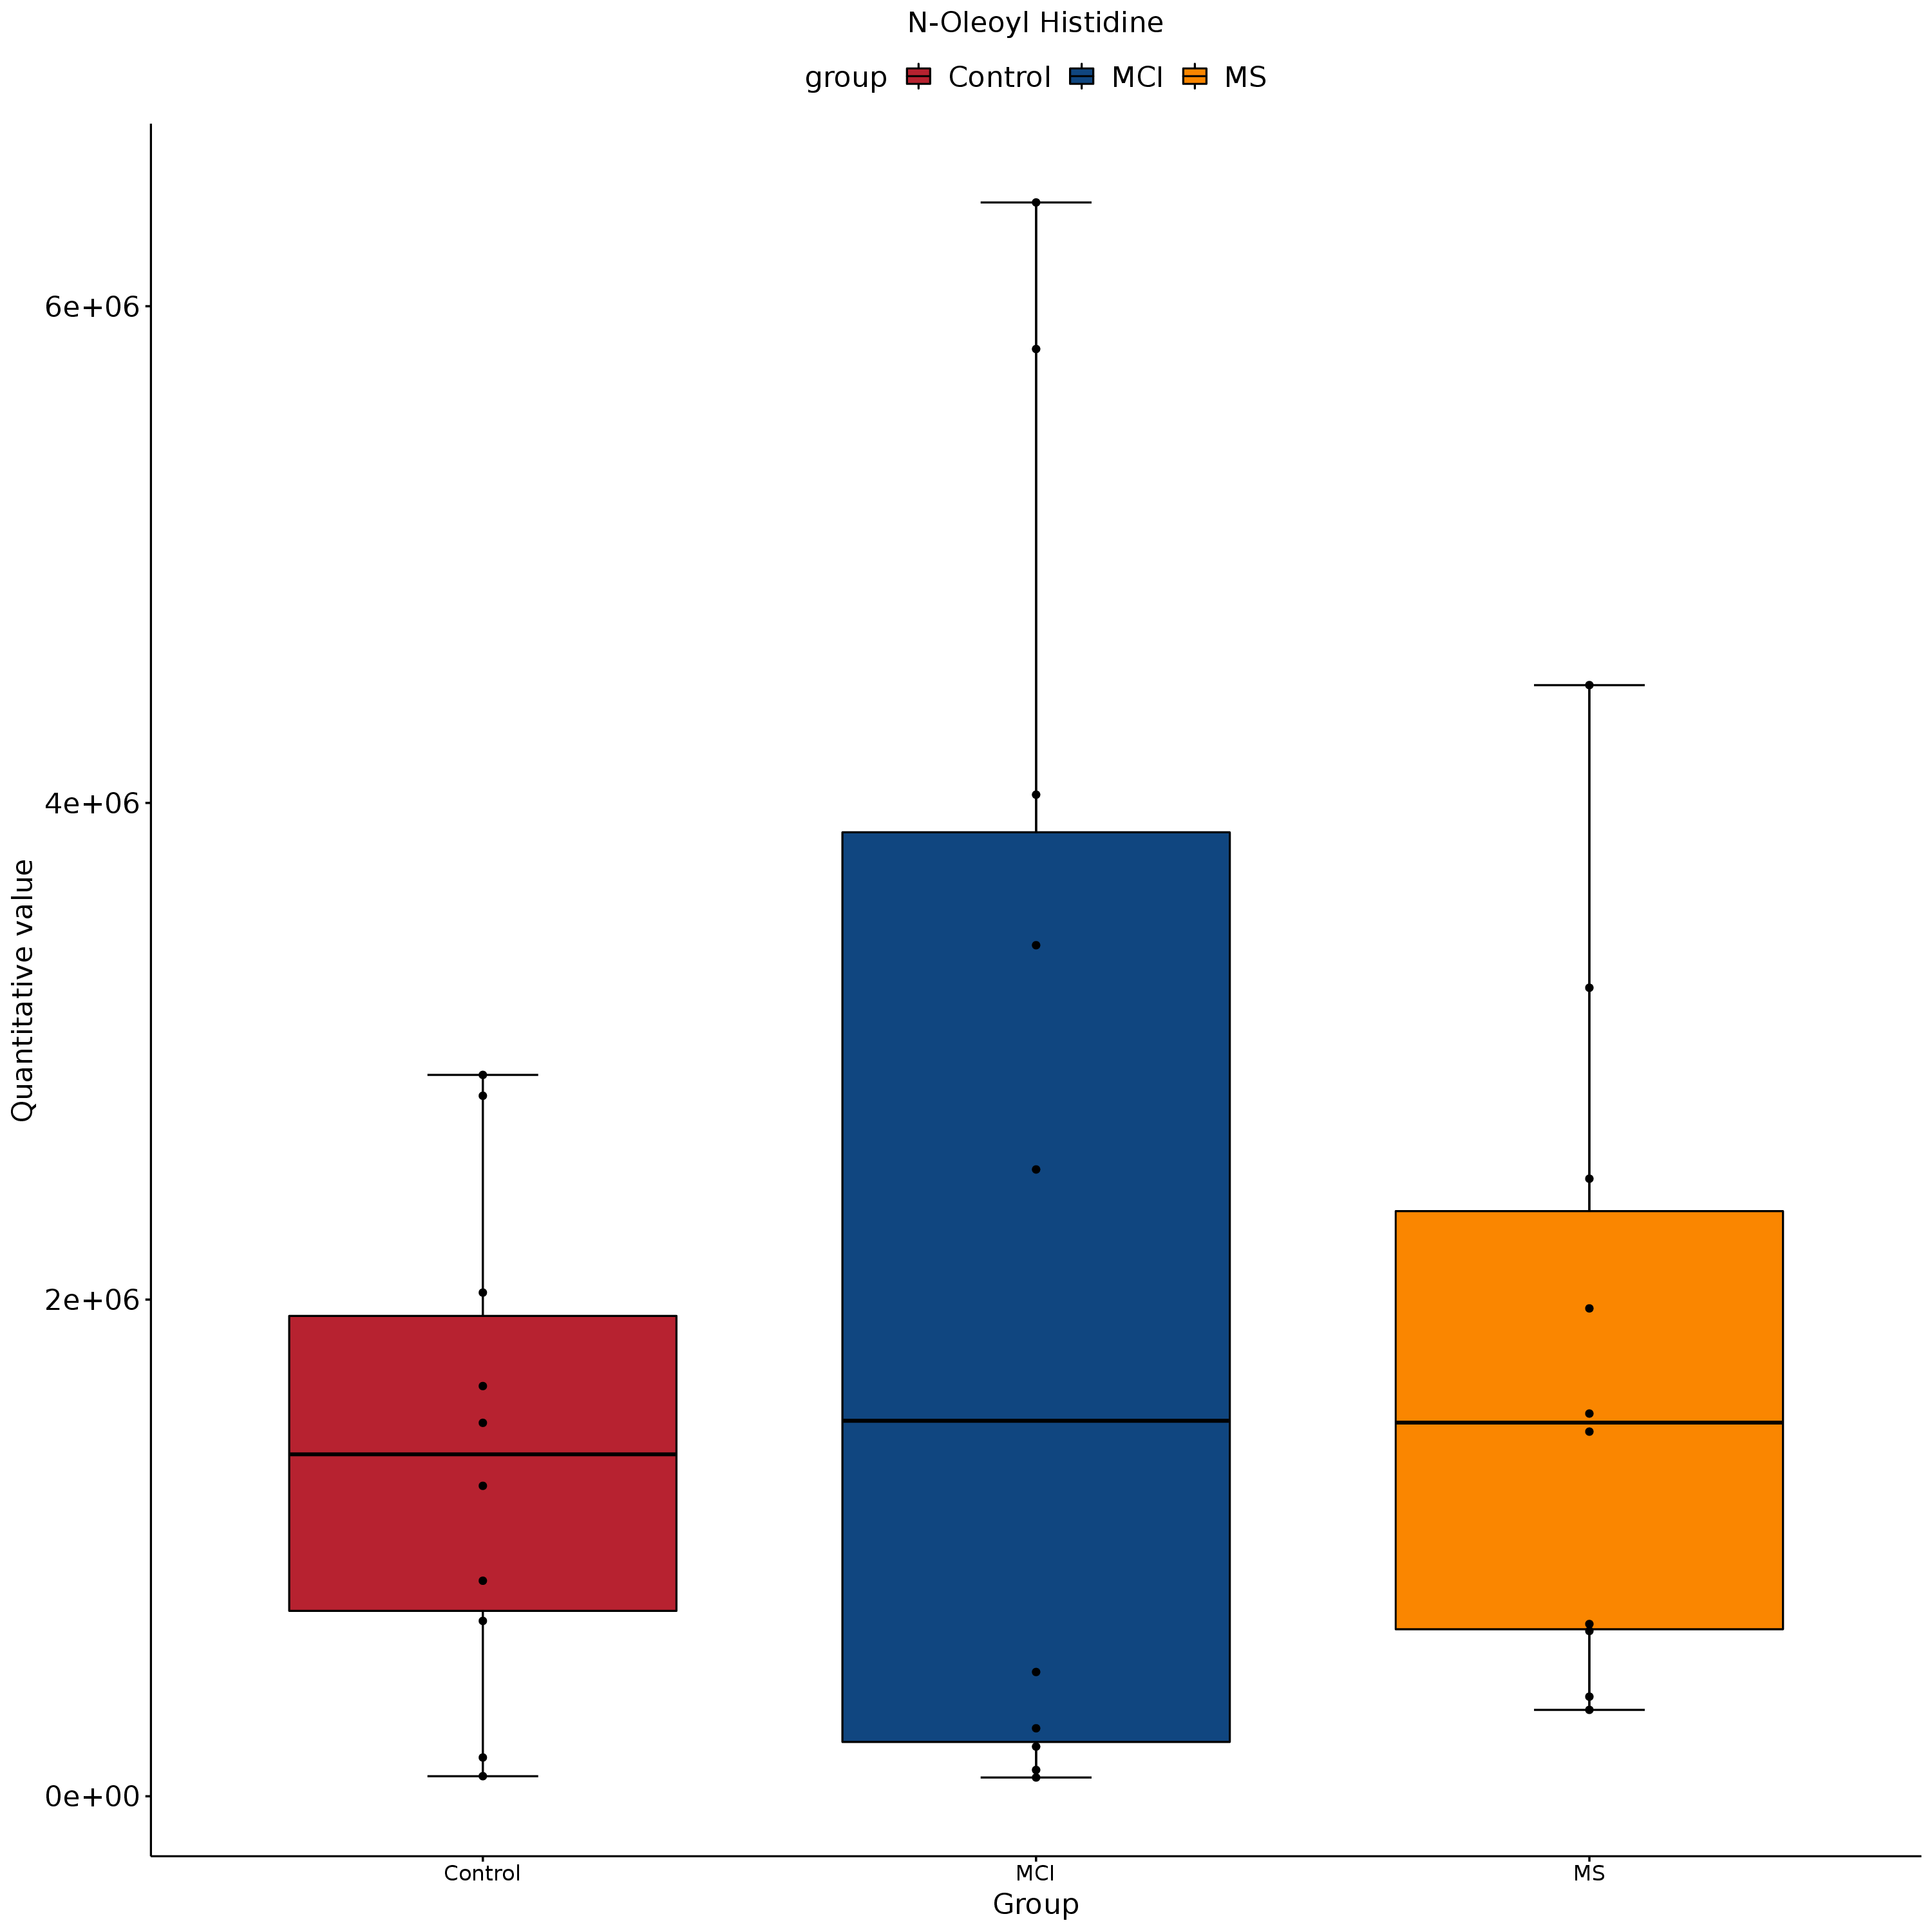 N-Oleoyl Histidine
group Control MCI MS
Quantitative value
6e+06
4e+06
2e+06
0e+00
Control MCI MS
Group